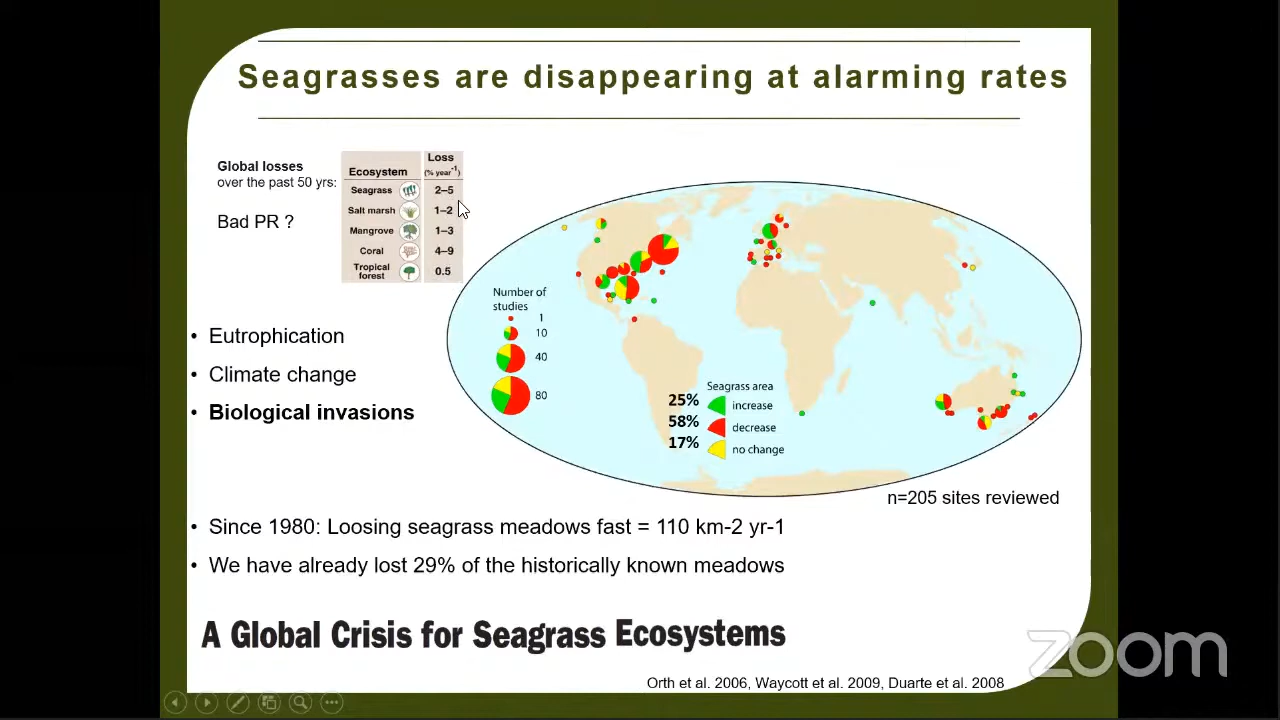 Seagrasses are disappearing at alarming rates
Global losses
over the past 50 yrs:
Bad PR ?
Ecosystem Loss (% year-1)
Seagrass 2–5
Salt marsh 1–2
Mangrove 1–3
Coral 4–9
Tropical forest 0.5
Number of
studies
1
10
40
80
Seagrass area
25% increase
58% decrease
17% no change
n=205 sites reviewed
• Eutrophication
• Climate change
• Biological invasions
• Since 1980: Loosing seagrass meadows fast = 110 km-2 yr-1
• We have already lost 29% of the historically known meadows
A Global Crisis for Seagrass Ecosystems
Orth et al. 2006, Waycott et al. 2009, Duarte et al. 2008
zoom